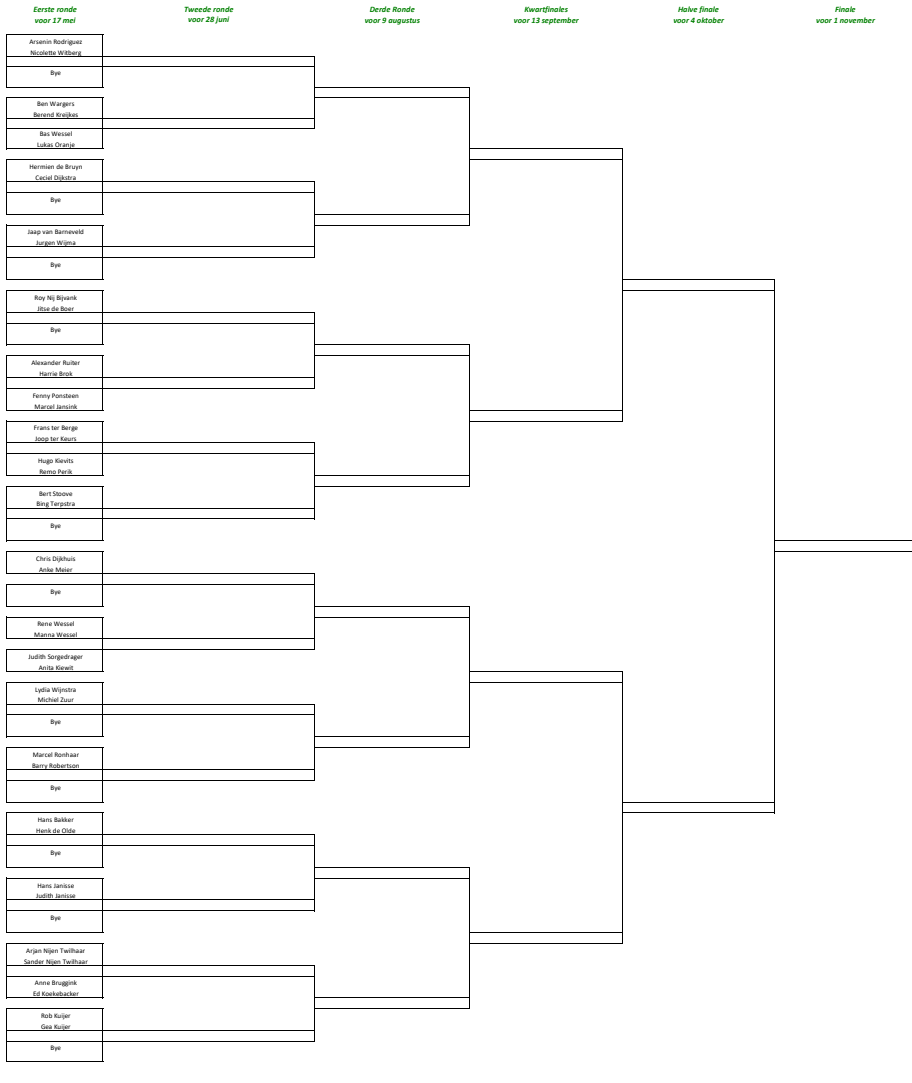 Eerste ronde
voor 17 mei
Tweede ronde
voor 28 juni
Derde Ronde
voor 9 augustus
Kwartfinales
voor 13 september
Halve finale
voor 4 oktober
Finale
voor 1 november
Arsenin Rodriguez
Nicolette Witberg
Bye
Ben Wargers
Berend Kreijkes
Bas Wessel
Lukas Oranje
Hermien de Bruyn
Ceciel Dijkstra
Bye
Jaap van Barneveld
Jurgen Wijma
Bye
Roy Nij Bijvank
Jitse de Boer
Bye
Alexander Ruiter
Harrie Brok
Fenny Ponsteen
Marcel Jansink
Frans ter Berge
Joop ter Keurs
Hugo Kievits
Remo Perik
Bert Stoove
Bing Terpstra
Bye
Chris Dijkhuis
Anke Meier
Bye
Rene Wessel
Manna Wessel
Judith Sorgedrager
Anita Kiewit
Lydia Wijnstra
Michiel Zuur
Bye
Marcel Ronhaar
Barry Robertson
Bye
Hans Bakker
Henk de Olde
Bye
Hans Janisse
Judith Janisse
Bye
Arjan Nijen Twilhaar
Sander Nijen Twilhaar
Anne Bruggink
Ed Koekebacker
Rob Kuijer
Gea Kuijer
Bye